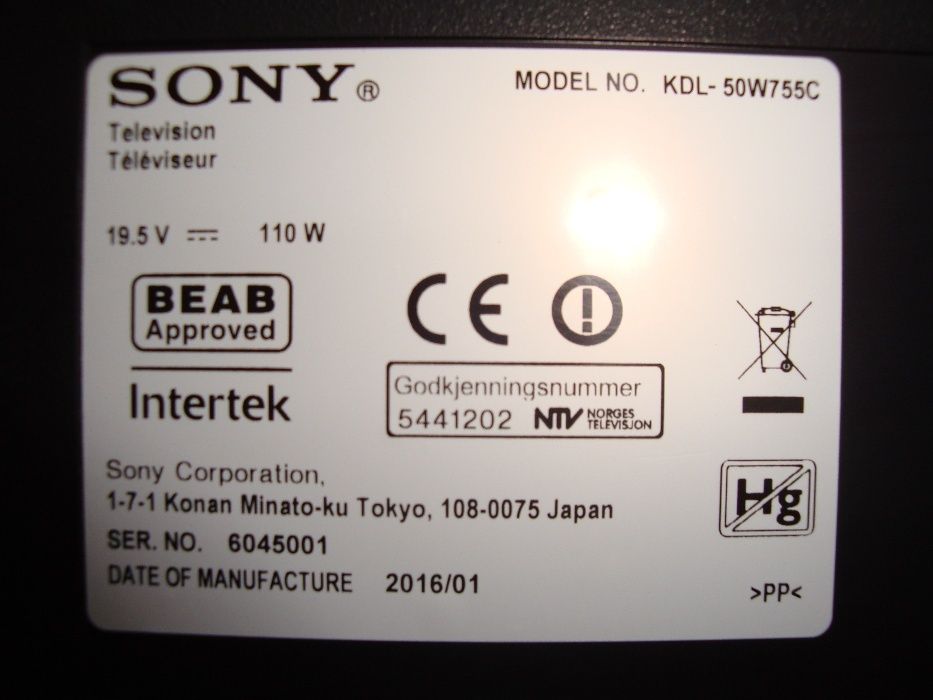 SONY®
MODEL NO. KDL-50W755C
Television
Téléviseur
19.5 V ⎓ 110 W
BEAB
Approved
Intertek
CE
Godkjenningsnummer
5441202 NTV NORGES TELEVISJON
Hg
Sony Corporation,
1-7-1 Konan Minato-ku Tokyo, 108-0075 Japan
SER. NO. 6045001
DATE OF MANUFACTURE 2016/01
>PP<